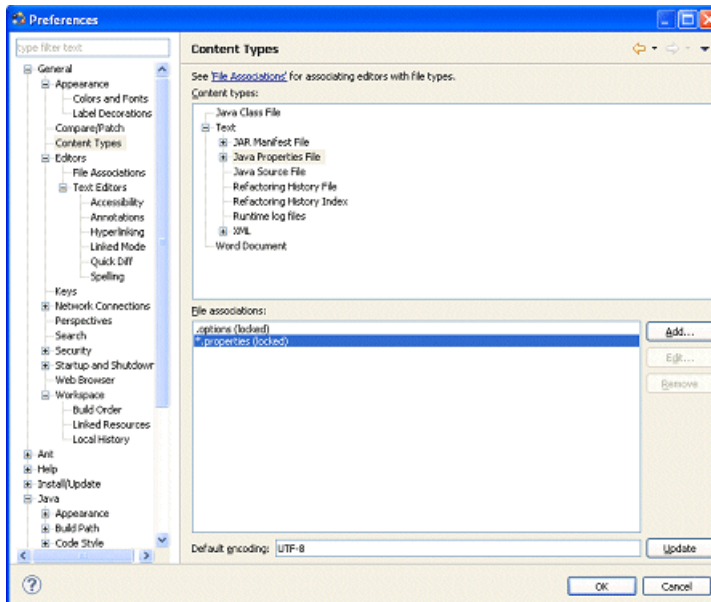 Preferences
type filter text
General
Appearance
Colors and Fonts
Label Decorations
Compare/Patch
Content Types
Editors
File Associations
Text Editors
Accessibility
Annotations
Hyperlinking
Linked Mode
Quick Diff
Spelling
Keys
Network Connections
Perspectives
Search
Security
Startup and Shutdowr
Web Browser
Workspace
Build Order
Linked Resources
Local History
Ant
Help
Install/Update
Java
Appearance
Build Path
Code Style
Content Types
See 'File Associations' for associating editors with file types.
Content types:
Java Class File
Text
JAR Manifest File
Java Properties File
Java Source File
Refactoring History File
Refactoring History Index
Runtime log files
XML
Word Document
File associations:
.options (locked)
*.properties (locked)
Add...
Edit...
Remove
Default encoding: UTF-8
Update
?
OK
Cancel